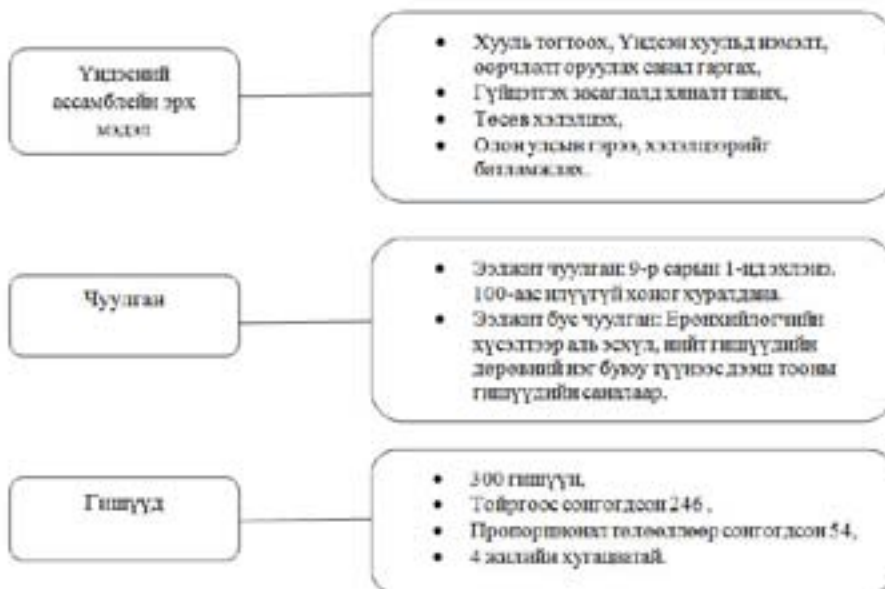 Үндэсний
ассамблейн эрх
мэдэл
• Хууль тогтоох, Үндсэн хуульд нэмэлт,
өөрчлөлт оруулах санал гаргах,
• Гүйцэтгэх засаглалд хяналт тавих,
• Төсөв хэлэлцэх,
• Олон улсын гэрээ, хэлэлцээрийг
батламжлах.
Чуулган
• Ээлжит чуулган: 9-р сарын 1-нд эхлэнэ.
100-аас илүүгүй хоног хуралдана.
• Ээлжит бус чуулган: Ерөнхийлөгчийн
хүсэлтээр аль эсхүл, нийт гишүүдийн
дөрөвний нэг буюу түүнээс дээш тооны
гишүүдийн саналаар.
Гишүүд
• 300 гишүүн,
• Тойргоос сонгогдсон 246 ,
• Пропорционал төлөөллөөр сонгогдсон 54,
• 4 жилийн хугацаатай.